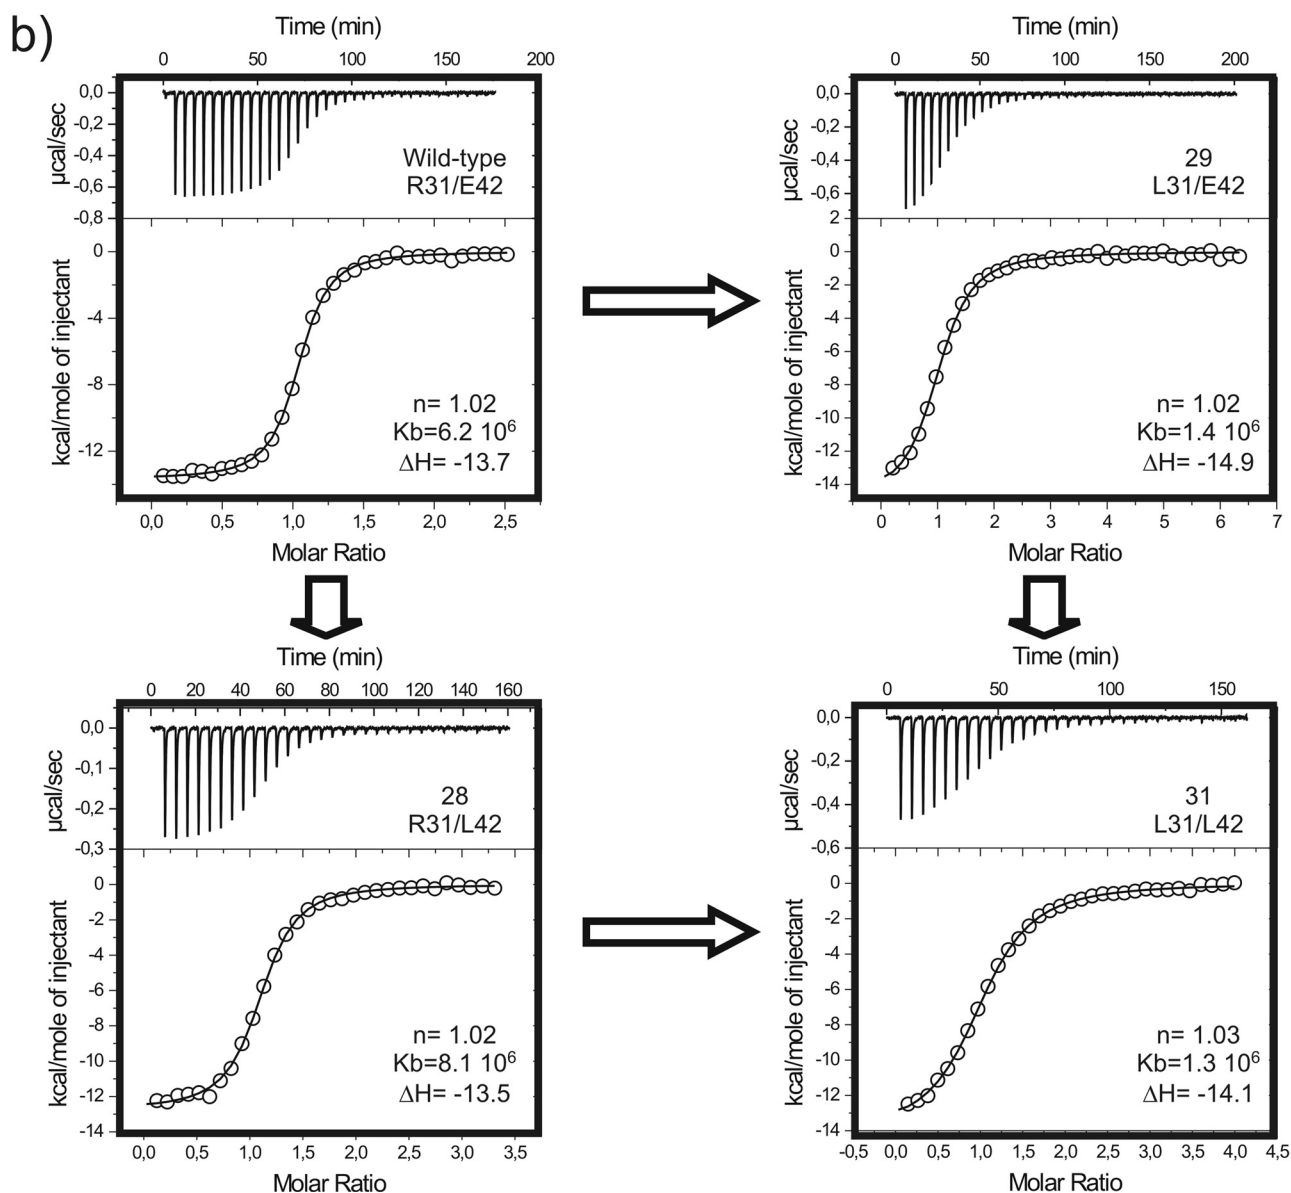 b)
Time (min)
0 50 100 150 200
0,0
-0,2
-0,4
-0,6
-0,8
µcal/sec
Wild-type
R31/E42
0
-4
-8
-12
kcal/mole of injectant
n= 1.02
Kb=6.2 10⁶
ΔH= -13.7
0,0 0,5 1,0 1,5 2,0 2,5
Molar Ratio
Time (min)
0 50 100 150 200
0,0
-0,2
-0,4
-0,6
µcal/sec
29
L31/E42
2
0
-2
-4
-6
-8
-10
-12
-14
kcal/mole of injectant
n= 1.02
Kb=1.4 10⁶
ΔH= -14.9
0 1 2 3 4 5 6 7
Molar Ratio
Time (min)
0 20 40 60 80 100 120 140 160
0,0
-0,1
-0,2
-0,3
µcal/sec
28
R31/L42
0
-2
-4
-6
-8
-10
-12
-14
kcal/mole of injectant
n= 1.02
Kb=8.1 10⁶
ΔH= -13.5
0,0 0,5 1,0 1,5 2,0 2,5 3,0 3,5
Molar Ratio
Time (min)
0 50 100 150
0,0
-0,2
-0,4
-0,6
µcal/sec
31
L31/L42
0
-2
-4
-6
-8
-10
-12
-14
kcal/mole of injectant
n= 1.03
Kb=1.3 10⁶
ΔH= -14.1
-0,5 0,0 0,5 1,0 1,5 2,0 2,5 3,0 3,5 4,0 4,5
Molar Ratio